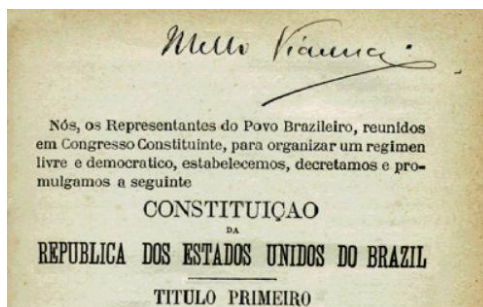 Mello Vianna
Nós, os Representantes do Povo Brazileiro, reunidos
em Congresso Constituinte, para organizar um regimen
livre e democratico, estabelecemos, decretamos e pro-
mulgamos a seguinte
CONSTITUIÇAO
DA
REPUBLICA DOS ESTADOS UNIDOS DO BRAZIL
TITULO PRIMEIRO